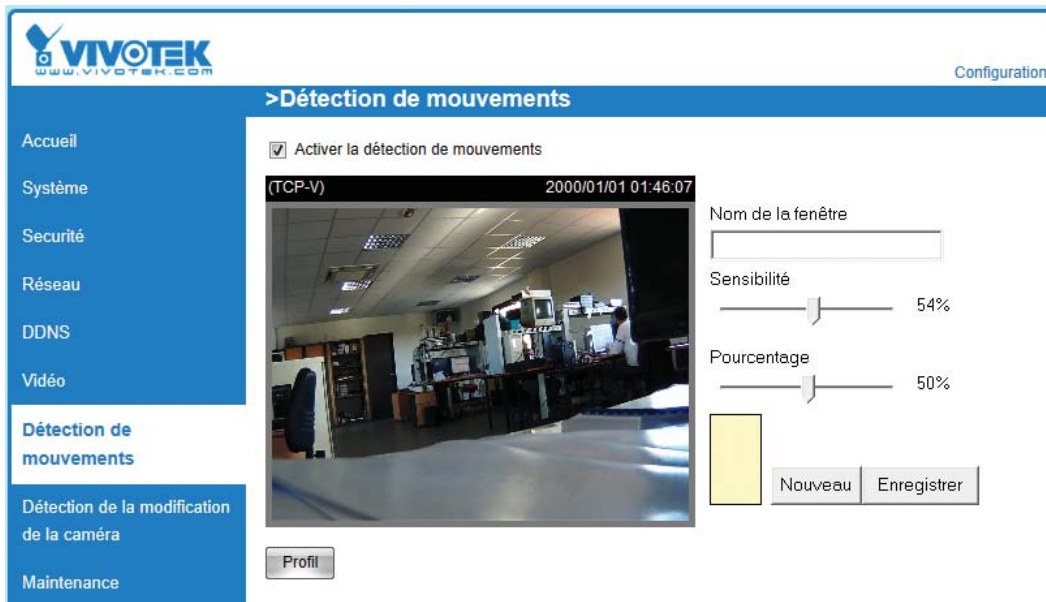 VIVOTEK
www.vivotek.com
Configuration
>Détection de mouvements
Accueil
Système
Securité
Réseau
DDNS
Vidéo
Détection de
mouvements
Détection de la modification
de la caméra
Maintenance
Activer la détection de mouvements
(TCP-V) 2000/01/01 01:46:07
Nom de la fenêtre
Sensibilité
54%
Pourcentage
50%
Nouveau Enregistrer
Profil